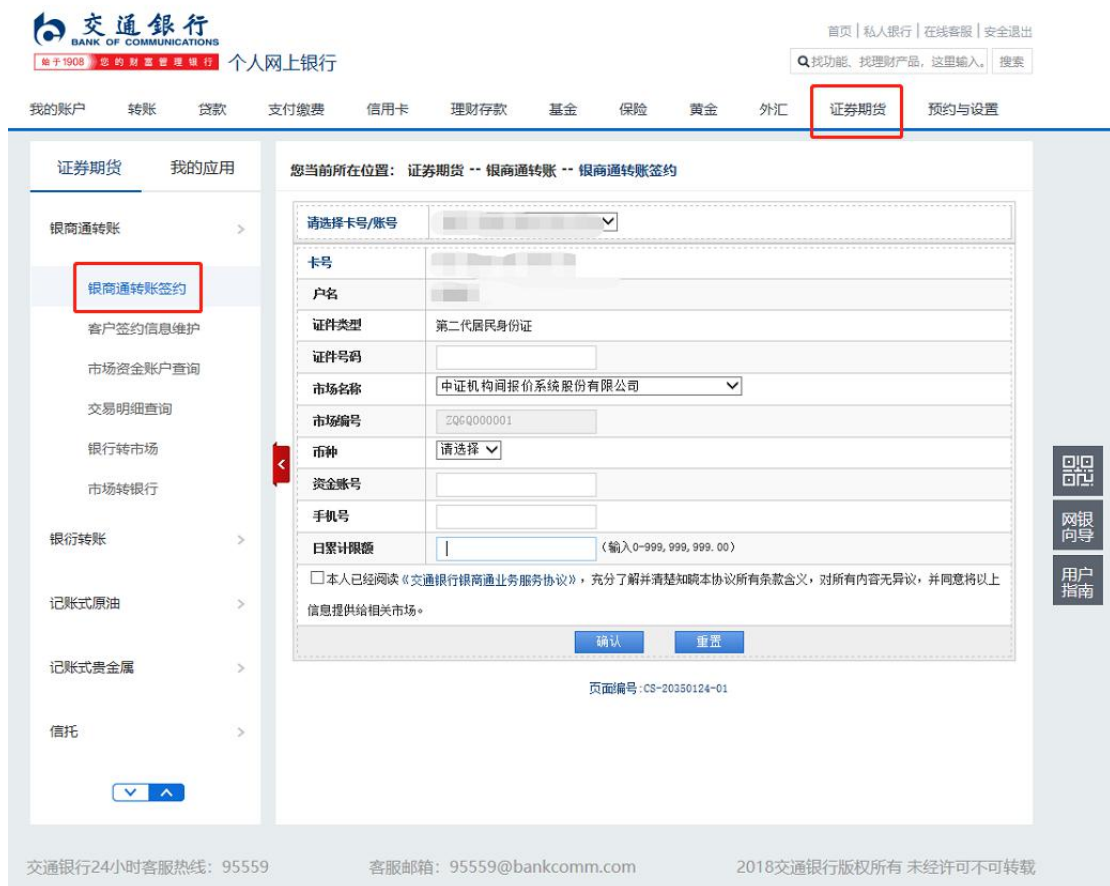 交通銀行
BANK OF COMMUNICATIONS
始于1908 您的财富管理银行
个人网上银行
首页 | 私人银行 | 在线客服 | 安全退出
找功能、找理财产品，这里输入。 搜索
我的账户 转账 贷款 支付缴费 信用卡 理财存款 基金 保险 黄金 外汇 证券期货 预约与设置
证券期货 我的应用
银商通转账
银商通转账签约
客户签约信息维护
市场资金账户查询
交易明细查询
银行转市场
市场转银行
银衍转账
记账式原油
记账式贵金属
信托
您当前所在位置： 证券期货 -- 银商通转账 -- 银商通转账签约
请选择卡号/账号
卡号
户名
证件类型 第二代居民身份证
证件号码
市场名称 中证机构间报价系统股份有限公司
市场编号 ZQGQ000001
币种 请选择
资金账号
手机号
日累计限额 （输入0-999,999,999.00）
本人已经阅读《交通银行银商通业务服务协议》，充分了解并清楚知晓本协议所有条款含义，对所有内容无异议，并同意将以上
信息提供给相关市场。
确认 重置
页面编号:CS-20350124-01
网银
向导
用户
指南
交通银行24小时客服热线：95559 客服邮箱：95559@bankcomm.com 2018交通银行版权所有 未经许可不可转载